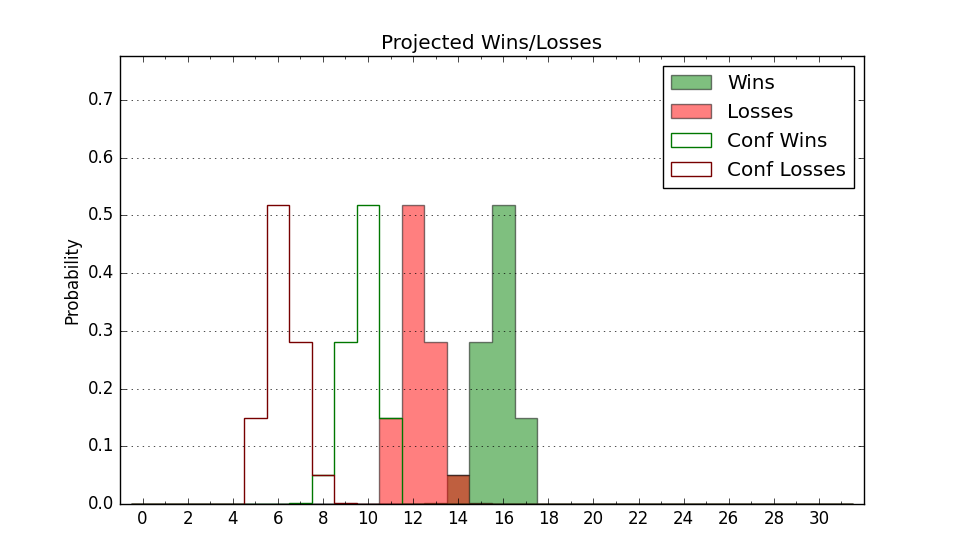 Projected Wins/Losses
Wins
Losses
Conf Wins
Conf Losses
Probability
0.7
0.6
0.5
0.4
0.3
0.2
0.1
0.0
0 2 4 6 8 10 12 14 16 18 20 22 24 26 28 30